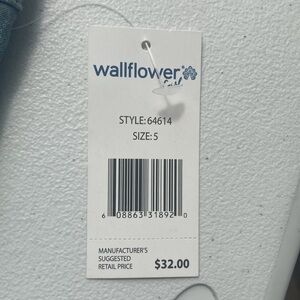 wallflower
STYLE: 64614
SIZE: 5
6 08863 31892 0
MANUFACTURER'S
SUGGESTED
RETAIL PRICE $32.00